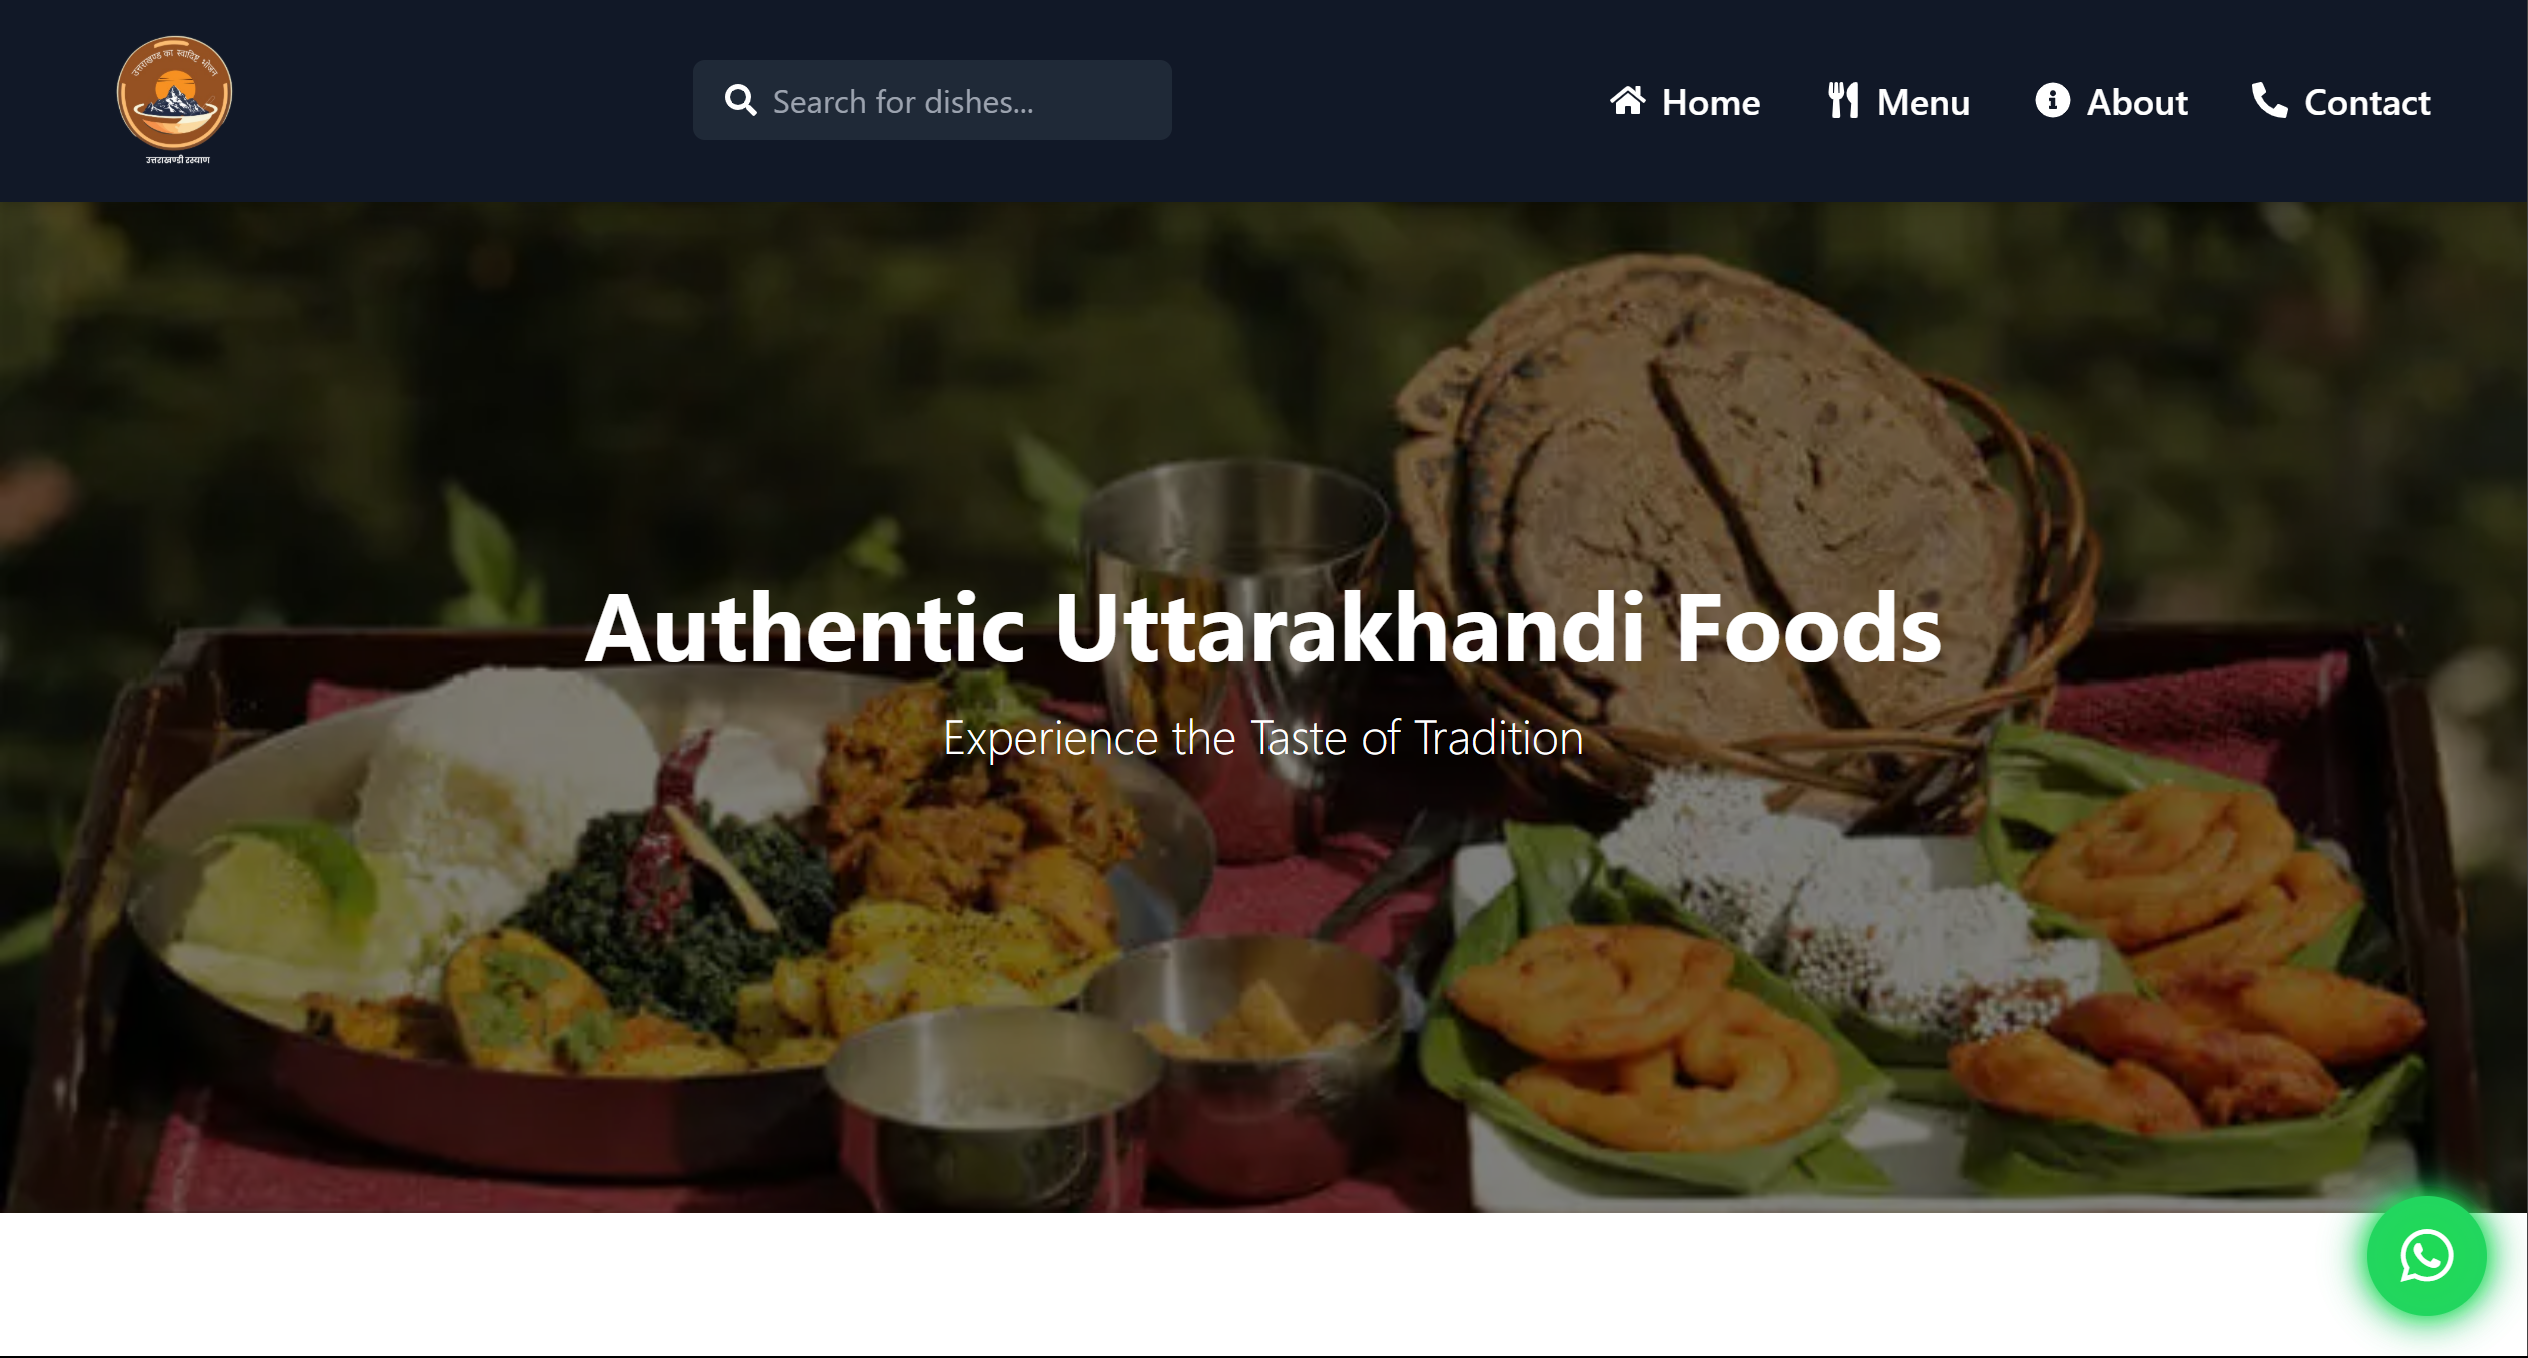 उत्तराखण्ड का स्वादिष्ट भोजन
उत्तराखण्डी रस्याण
Search for dishes...
Home
Menu
About
Contact
Authentic Uttarakhandi Foods
Experience the Taste of Tradition